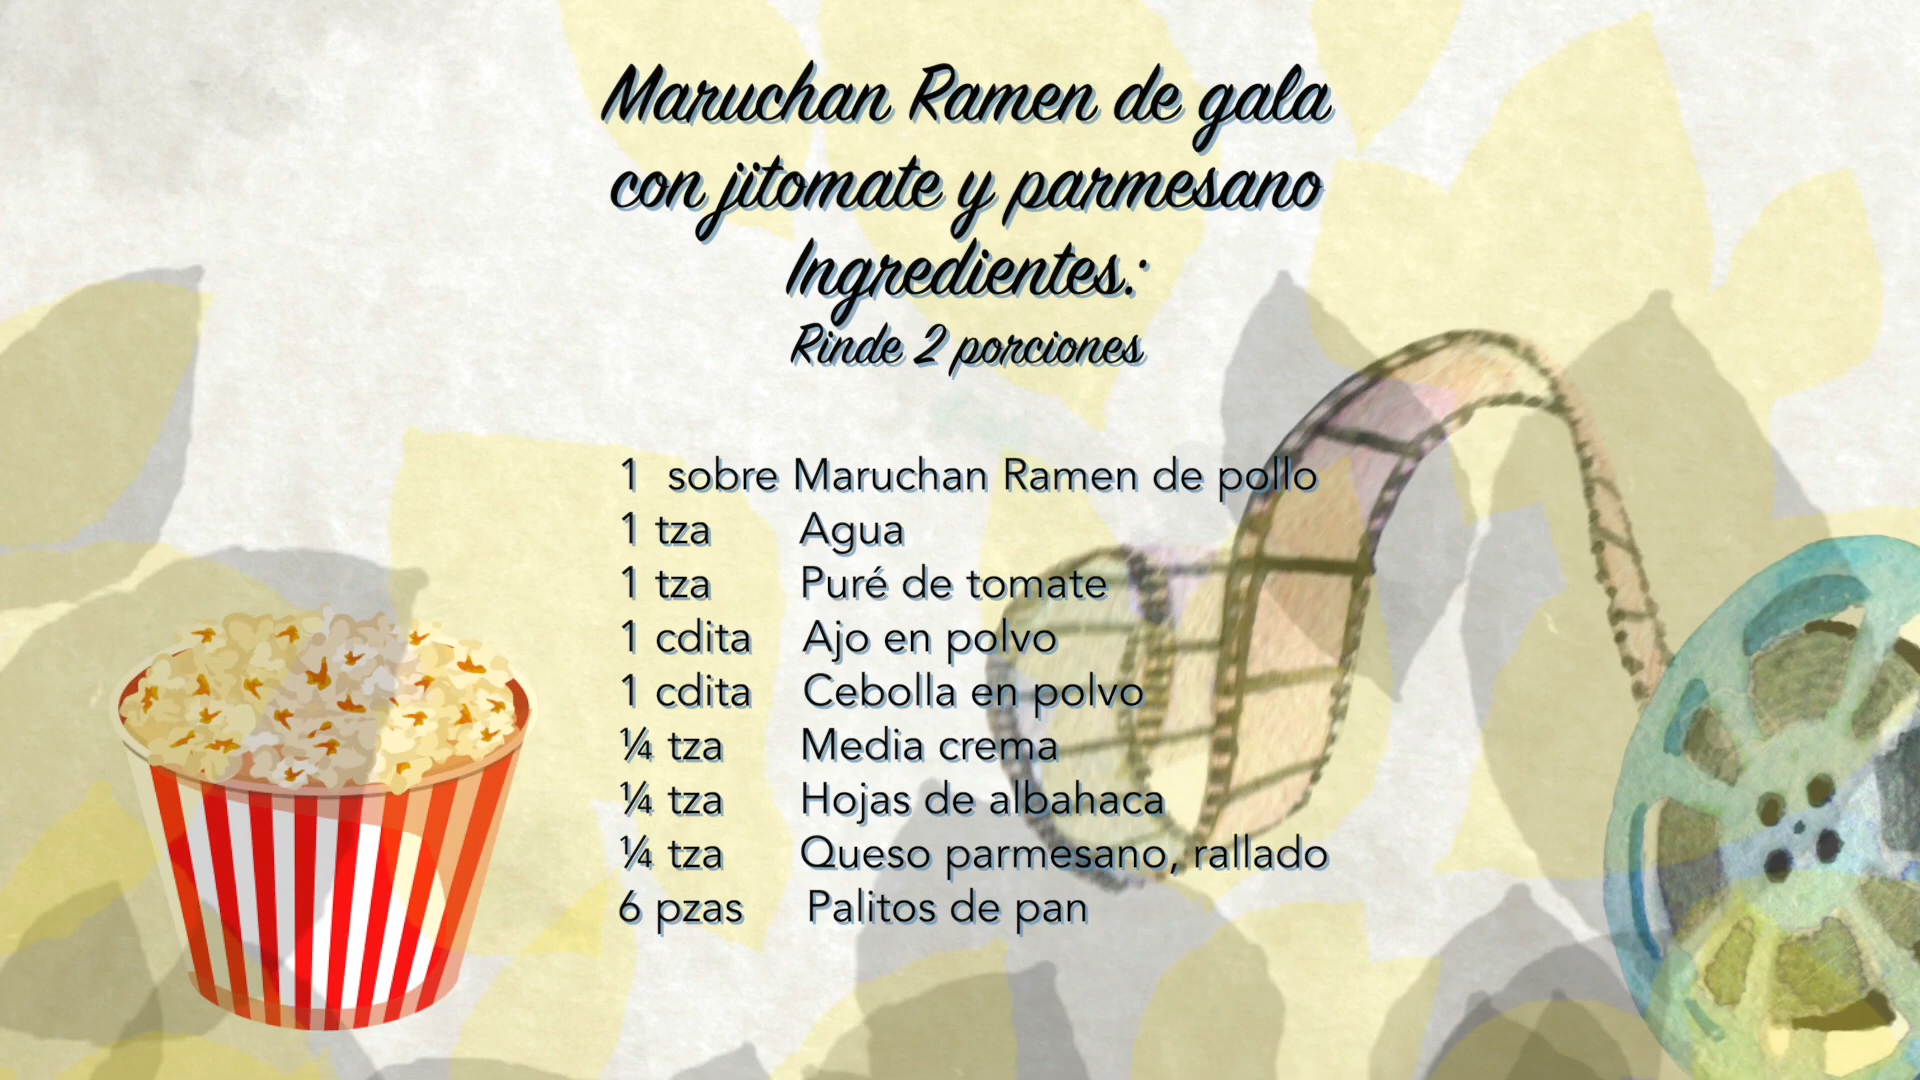 Maruchan Ramen de gala
con jitomate y parmesano
Ingredientes.:
Rinde 2 porciones
1 sobre Maruchan Ramen de pollo
1 tza Agua
1 tza Puré de tomate
1 cdita Ajo en polvo
1 cdita Cebolla en polvo
¼ tza Media crema
¼ tza Hojas de albahaca
¼ tza Queso parmesano, rallado
6 pzas Palitos de pan